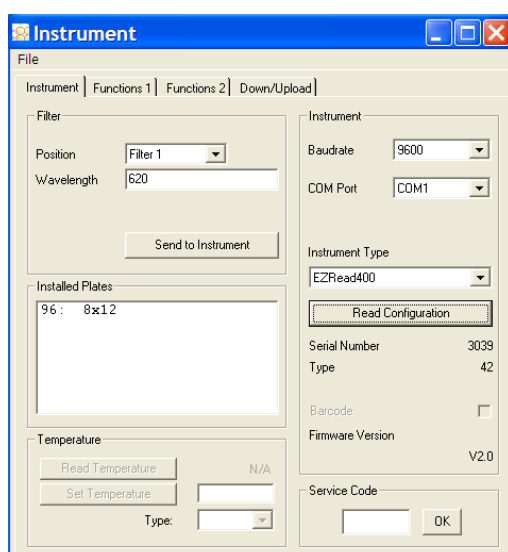 Instrument
File
Instrument Functions 1 Functions 2 Down/Upload
Filter
Position Filter 1
Wavelength 620
Send to Instrument
Installed Plates
96: 8x12
Temperature
Read Temperature N/A
Set Temperature
Type:
Instrument
Baudrate 9600
COM Port COM1
Instrument Type
EZRead400
Read Configuration
Serial Number 3039
Type 42
Barcode
Firmware Version
V2.0
Service Code
OK